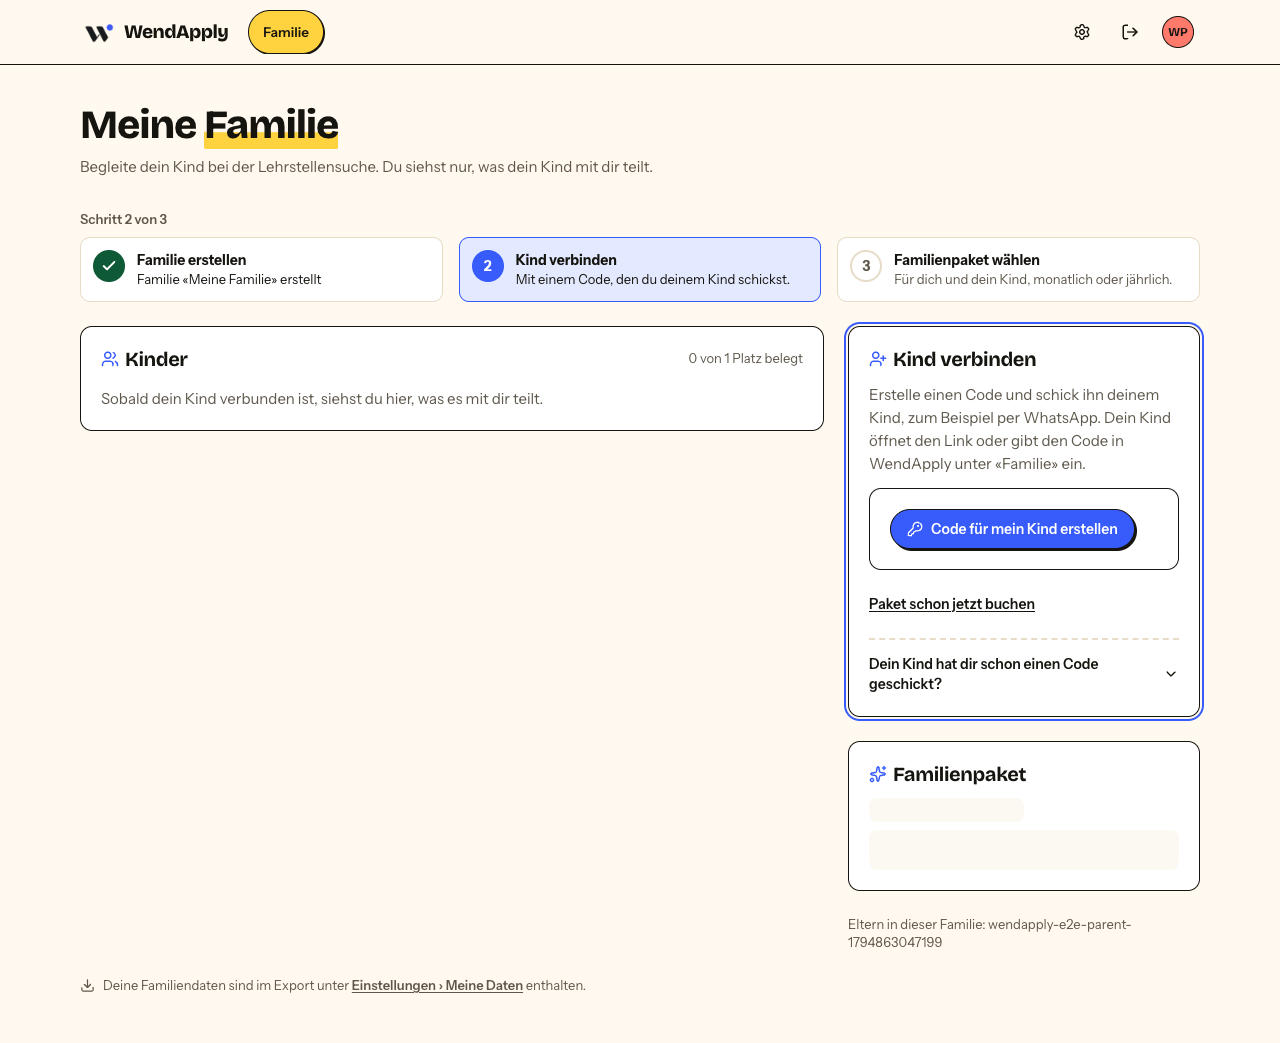 WendApply
Familie
WP
Meine Familie
Begleite dein Kind bei der Lehrstellensuche. Du siehst nur, was dein Kind mit dir teilt.
Schritt 2 von 3
Familie erstellen
Familie «Meine Familie» erstellt
2
Kind verbinden
Mit einem Code, den du deinem Kind schickst.
3
Familienpaket wählen
Für dich und dein Kind, monatlich oder jährlich.
Kinder
0 von 1 Platz belegt
Sobald dein Kind verbunden ist, siehst du hier, was es mit dir teilt.
Kind verbinden
Erstelle einen Code und schick ihn deinem
Kind, zum Beispiel per WhatsApp. Dein Kind
öffnet den Link oder gibt den Code in
WendApply unter «Familie» ein.
Code für mein Kind erstellen
Paket schon jetzt buchen
Dein Kind hat dir schon einen Code
geschickt?
Familienpaket
Eltern in dieser Familie: wendapply-e2e-parent-
1794863047199
Deine Familiendaten sind im Export unter Einstellungen › Meine Daten enthalten.